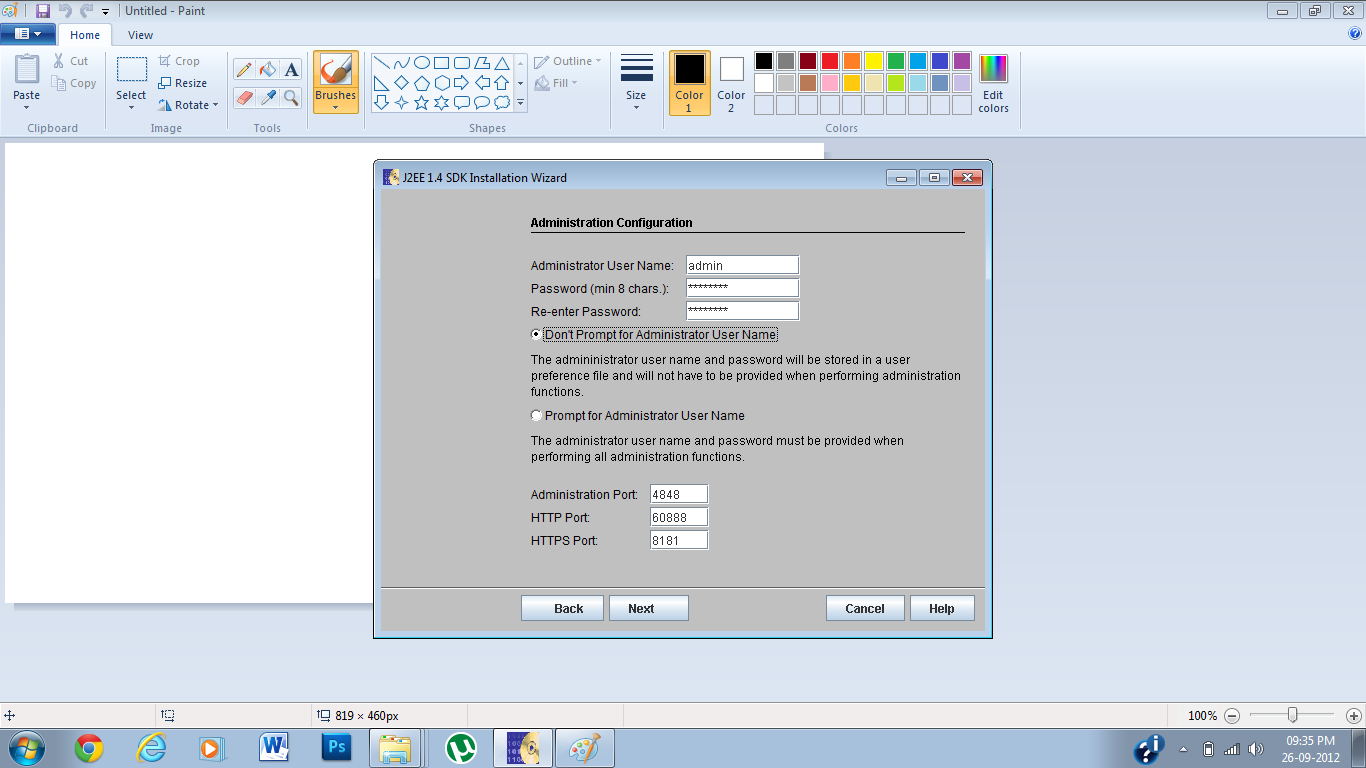 Untitled - Paint
Home
View
Paste
Cut
Copy
Clipboard
Select
Crop
Resize
Rotate
Image
A
Tools
Brushes
Outline
Fill
Shapes
Size
Color 1
Color 2
Edit colors
Colors
J2EE 1.4 SDK Installation Wizard
Administration Configuration
Administrator User Name: admin
Password (min 8 chars.): ********
Re-enter Password: ********
Don't Prompt for Administrator User Name
The admininistrator user name and password will be stored in a user
preference file and will not have to be provided when performing administration
functions.
Prompt for Administrator User Name
The administrator user name and password must be provided when
performing all administration functions.
Administration Port: 4848
HTTP Port: 60888
HTTPS Port: 8181
Back
Next
Cancel
Help
819 × 460px
100%
W
Ps
09:35 PM
26-09-2012